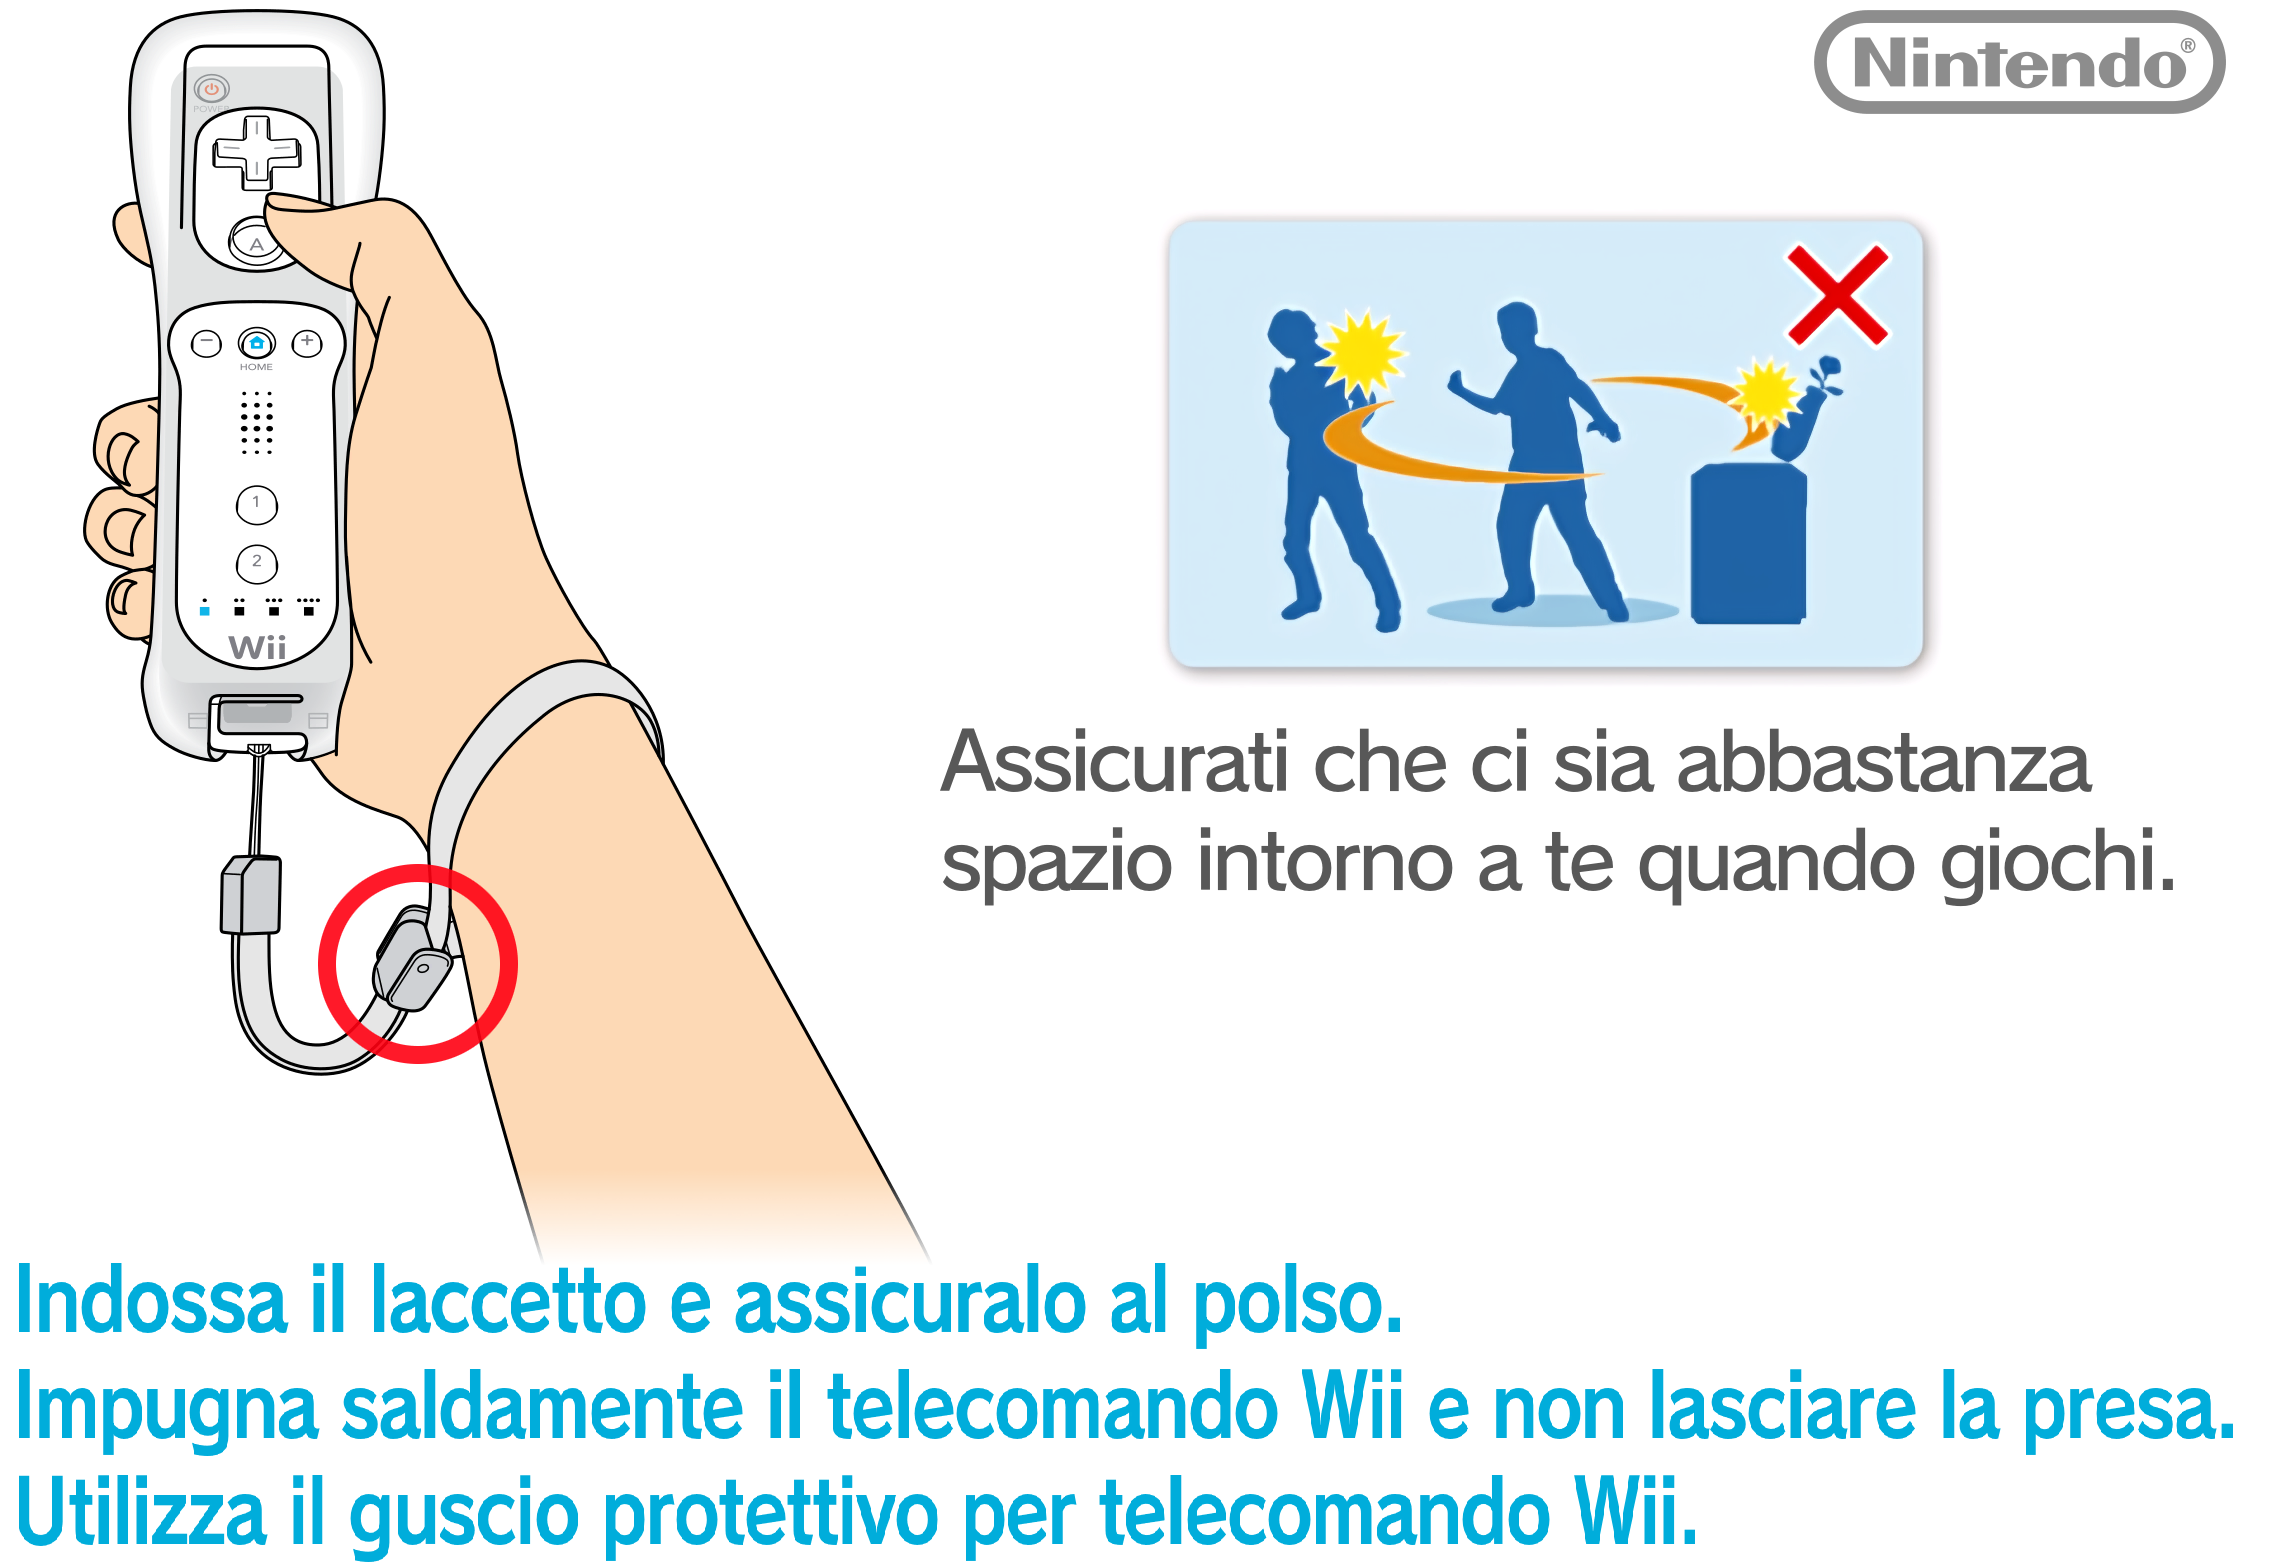 Nintendo®
POWER
A
HOME
1
2
Wii
Assicurati che ci sia abbastanza
spazio intorno a te quando giochi.
Indossa il laccetto e assicuralo al polso.
Impugna saldamente il telecomando Wii e non lasciare la presa.
Utilizza il guscio protettivo per telecomando Wii.